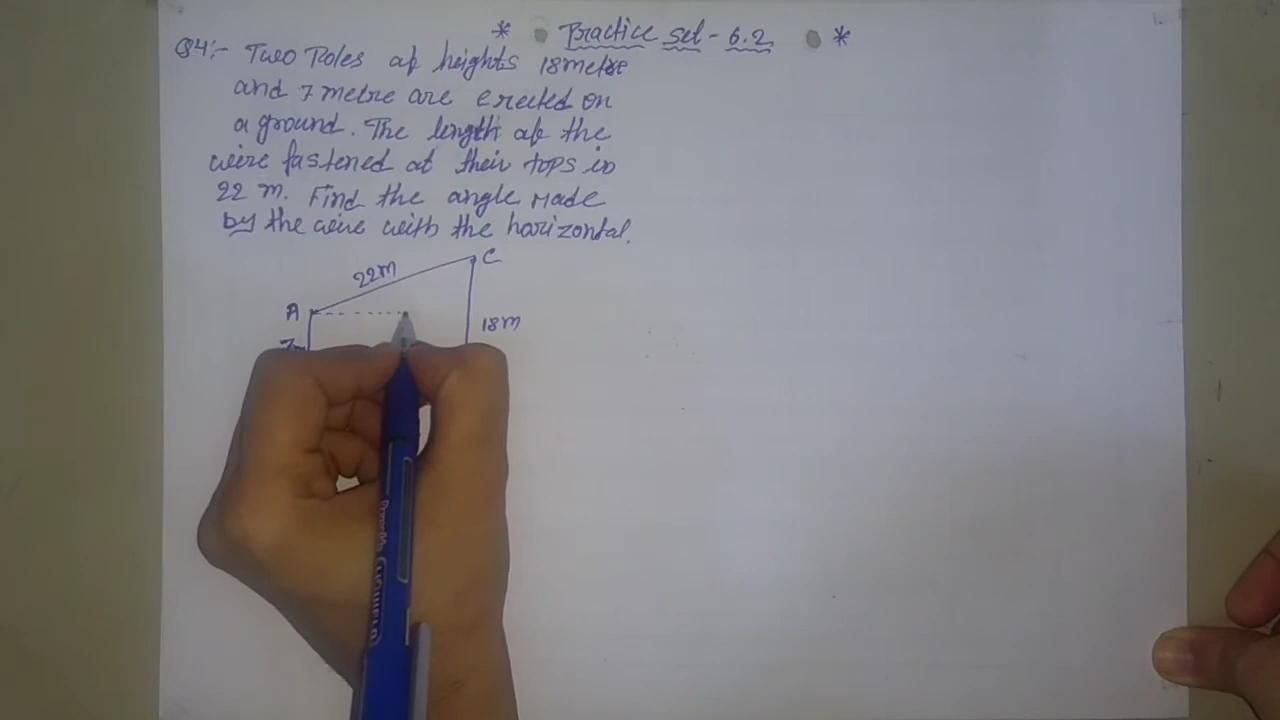 * Practice set - 6.2 *
Q4:- Two Poles of heights 18metre
and 7 metre are erected on
a ground. The length of the
wire fastened at their tops is
22 m. Find the angle Made
by the wire with the horizontal.
22m
C
A
18m
7m